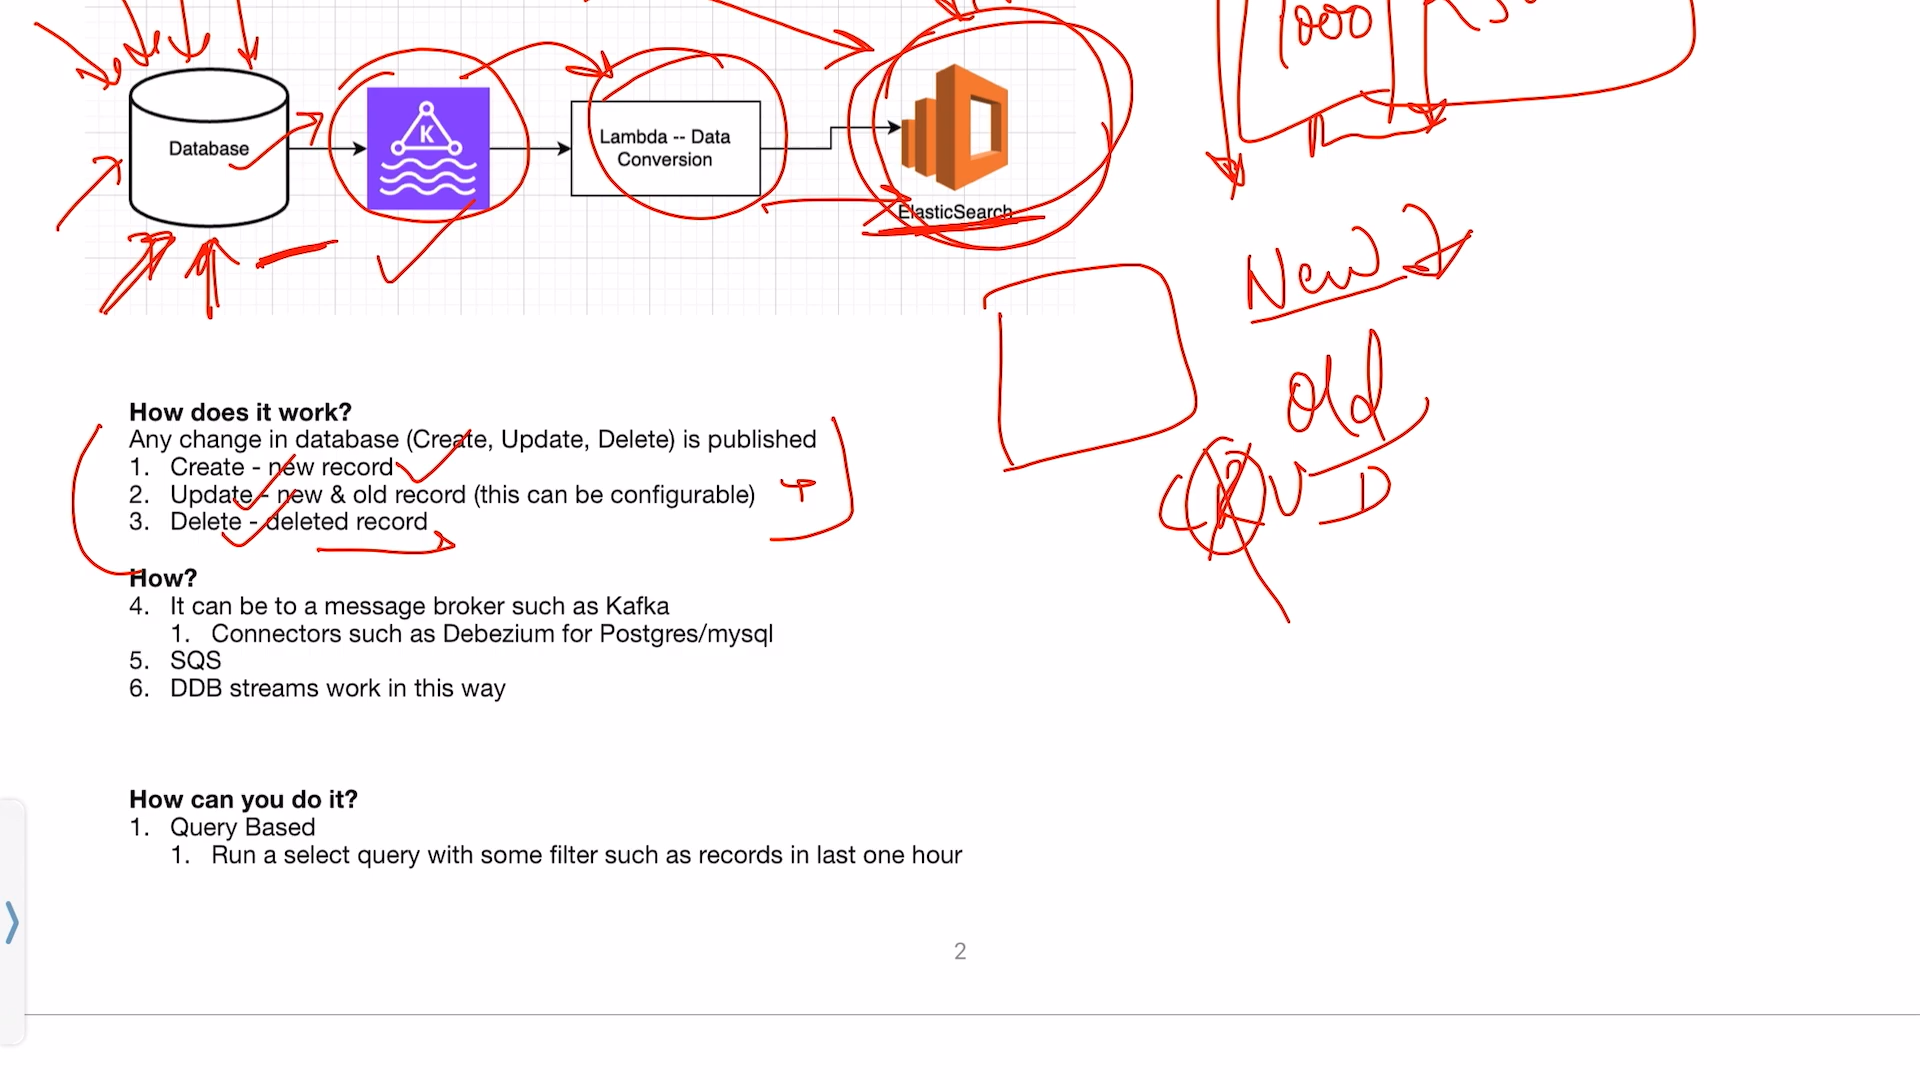 1000
Database
K
Lambda -- Data
Conversion
ElasticSearch
New
old
CRUD
How does it work?
Any change in database (Create, Update, Delete) is published
1. Create - new record
2. Update - new & old record (this can be configurable)
3. Delete - deleted record
How?
4. It can be to a message broker such as Kafka
1. Connectors such as Debezium for Postgres/mysql
5. SQS
6. DDB streams work in this way
How can you do it?
1. Query Based
1. Run a select query with some filter such as records in last one hour
2